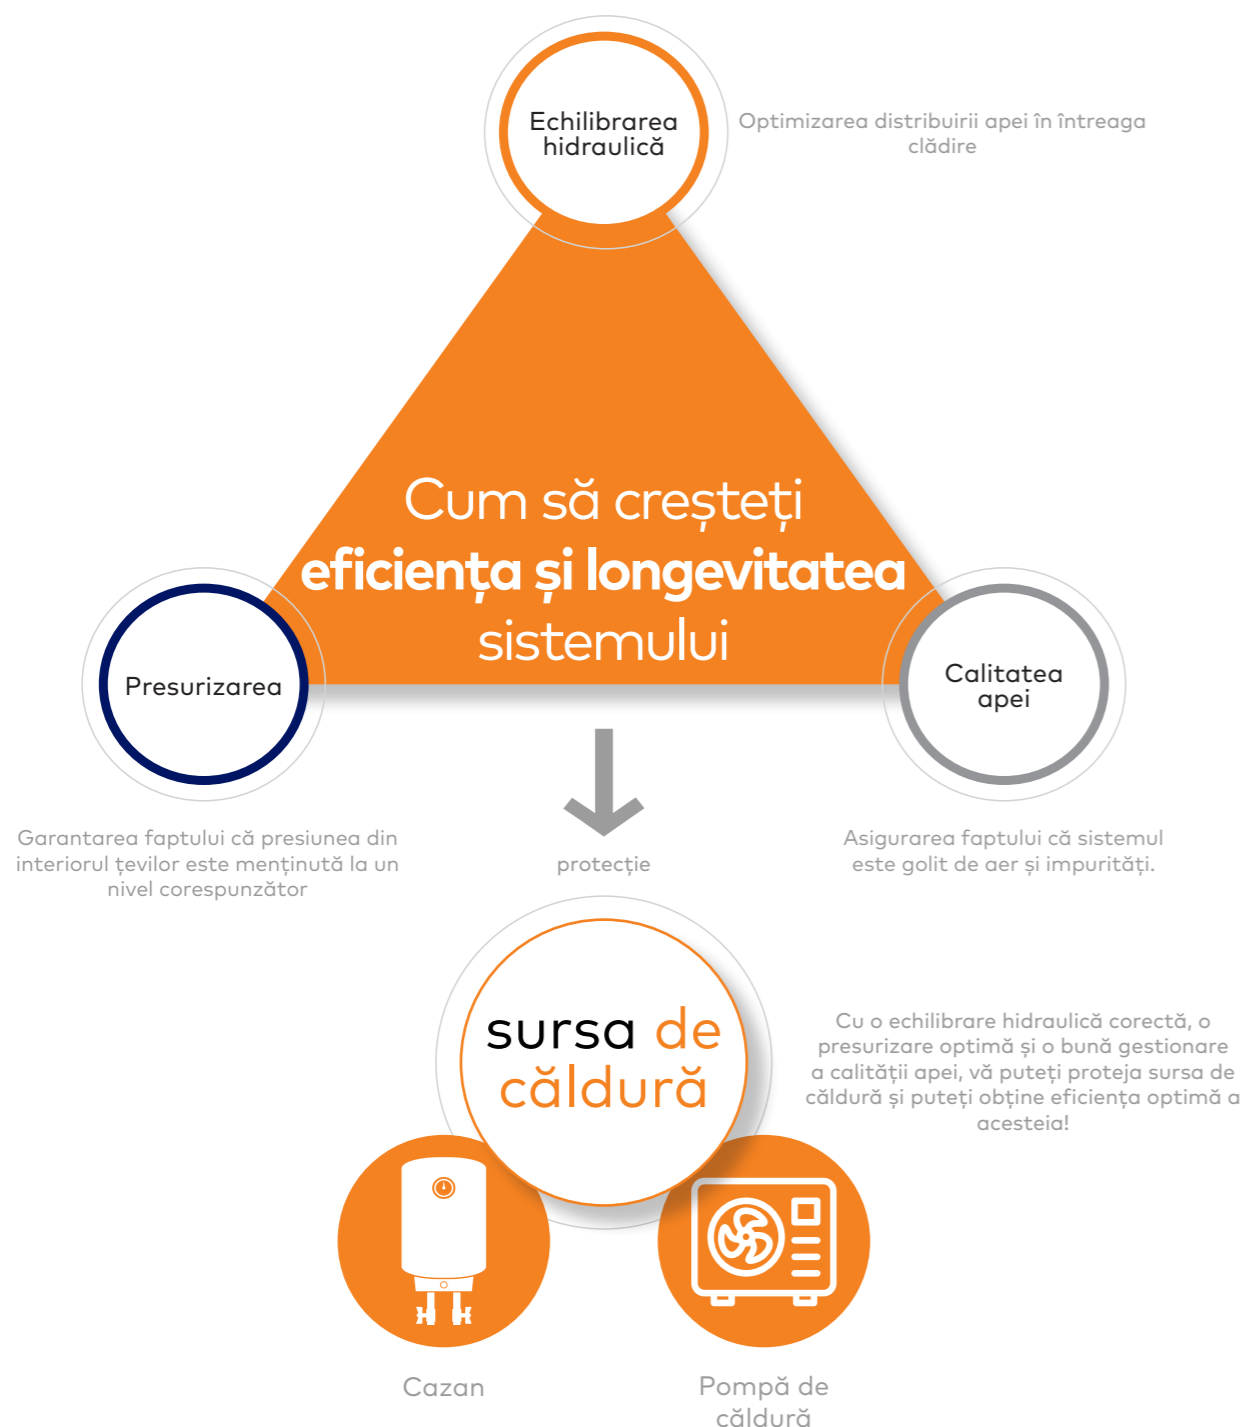 Echilibrarea
hidraulică
Optimizarea distribuirii apei în întreaga
clădire
Cum să creșteți
eficiența și longevitatea
sistemului
Presurizarea
Calitatea
apei
Garantarea faptului că presiunea din
interiorul țevilor este menținută la un
nivel corespunzător
protecție
Asigurarea faptului că sistemul
este golit de aer și impurități.
sursa de
căldură
Cu o echilibrare hidraulică corectă, o
presurizare optimă și o bună gestionare
a calității apei, vă puteți proteja sursa de
căldură și puteți obține eficiența optimă a
acesteia!
Cazan
Pompă de
căldură